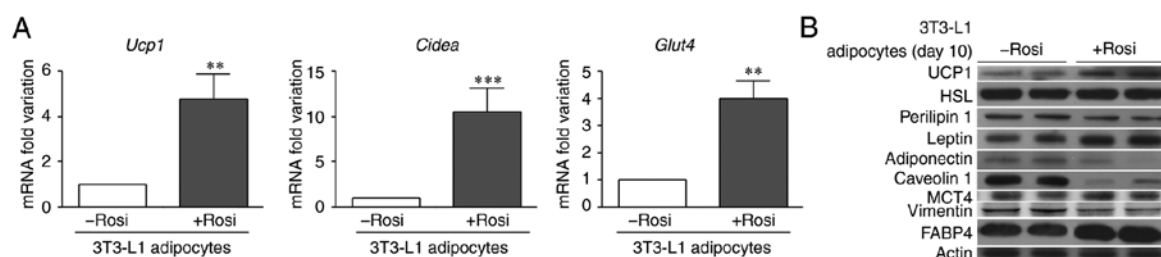 A
Ucp1
mRNA fold variation
6
4
2
0
**
−Rosi
+Rosi
3T3-L1 adipocytes
Cidea
mRNA fold variation
15
10
5
0
***
−Rosi
+Rosi
3T3-L1 adipocytes
Glut4
mRNA fold variation
5
4
3
2
1
0
**
−Rosi
+Rosi
3T3-L1 adipocytes
B
3T3-L1
adipocytes (day 10)
−Rosi
+Rosi
UCP1
HSL
Perilipin 1
Leptin
Adiponectin
Caveolin 1
MCT4
Vimentin
FABP4
Actin